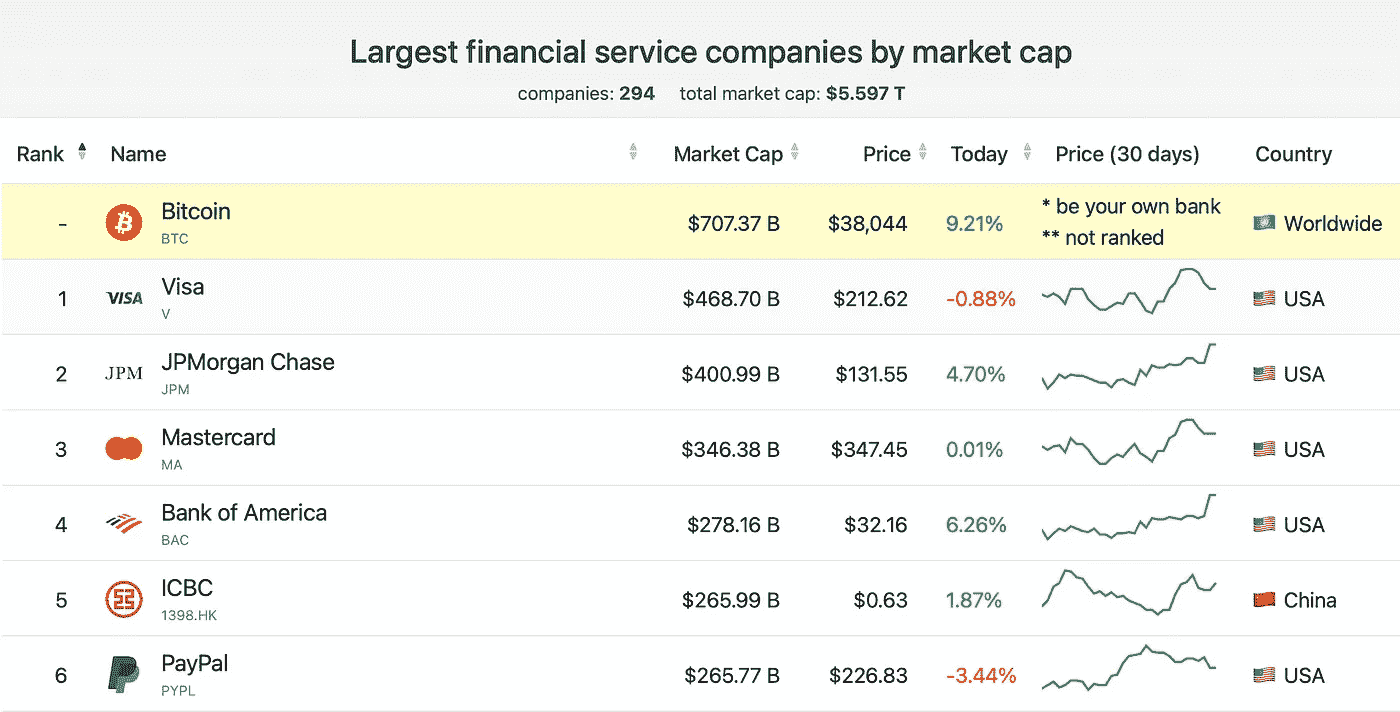 Largest financial service companies by market cap
companies: 294 total market cap: $5.597 T
Rank Name Market Cap Price Today Price (30 days) Country
- Bitcoin $707.37 B $38,044 9.21% * be your own bank Worldwide
BTC ** not ranked
1 VISA Visa $468.70 B $212.62 -0.88% USA
V
2 JPM JPMorgan Chase $400.99 B $131.55 4.70% USA
JPM
3 Mastercard $346.38 B $347.45 0.01% USA
MA
4 Bank of America $278.16 B $32.16 6.26% USA
BAC
5 ICBC $265.99 B $0.63 1.87% China
1398.HK
6 PayPal $265.77 B $226.83 -3.44% USA
PYPL